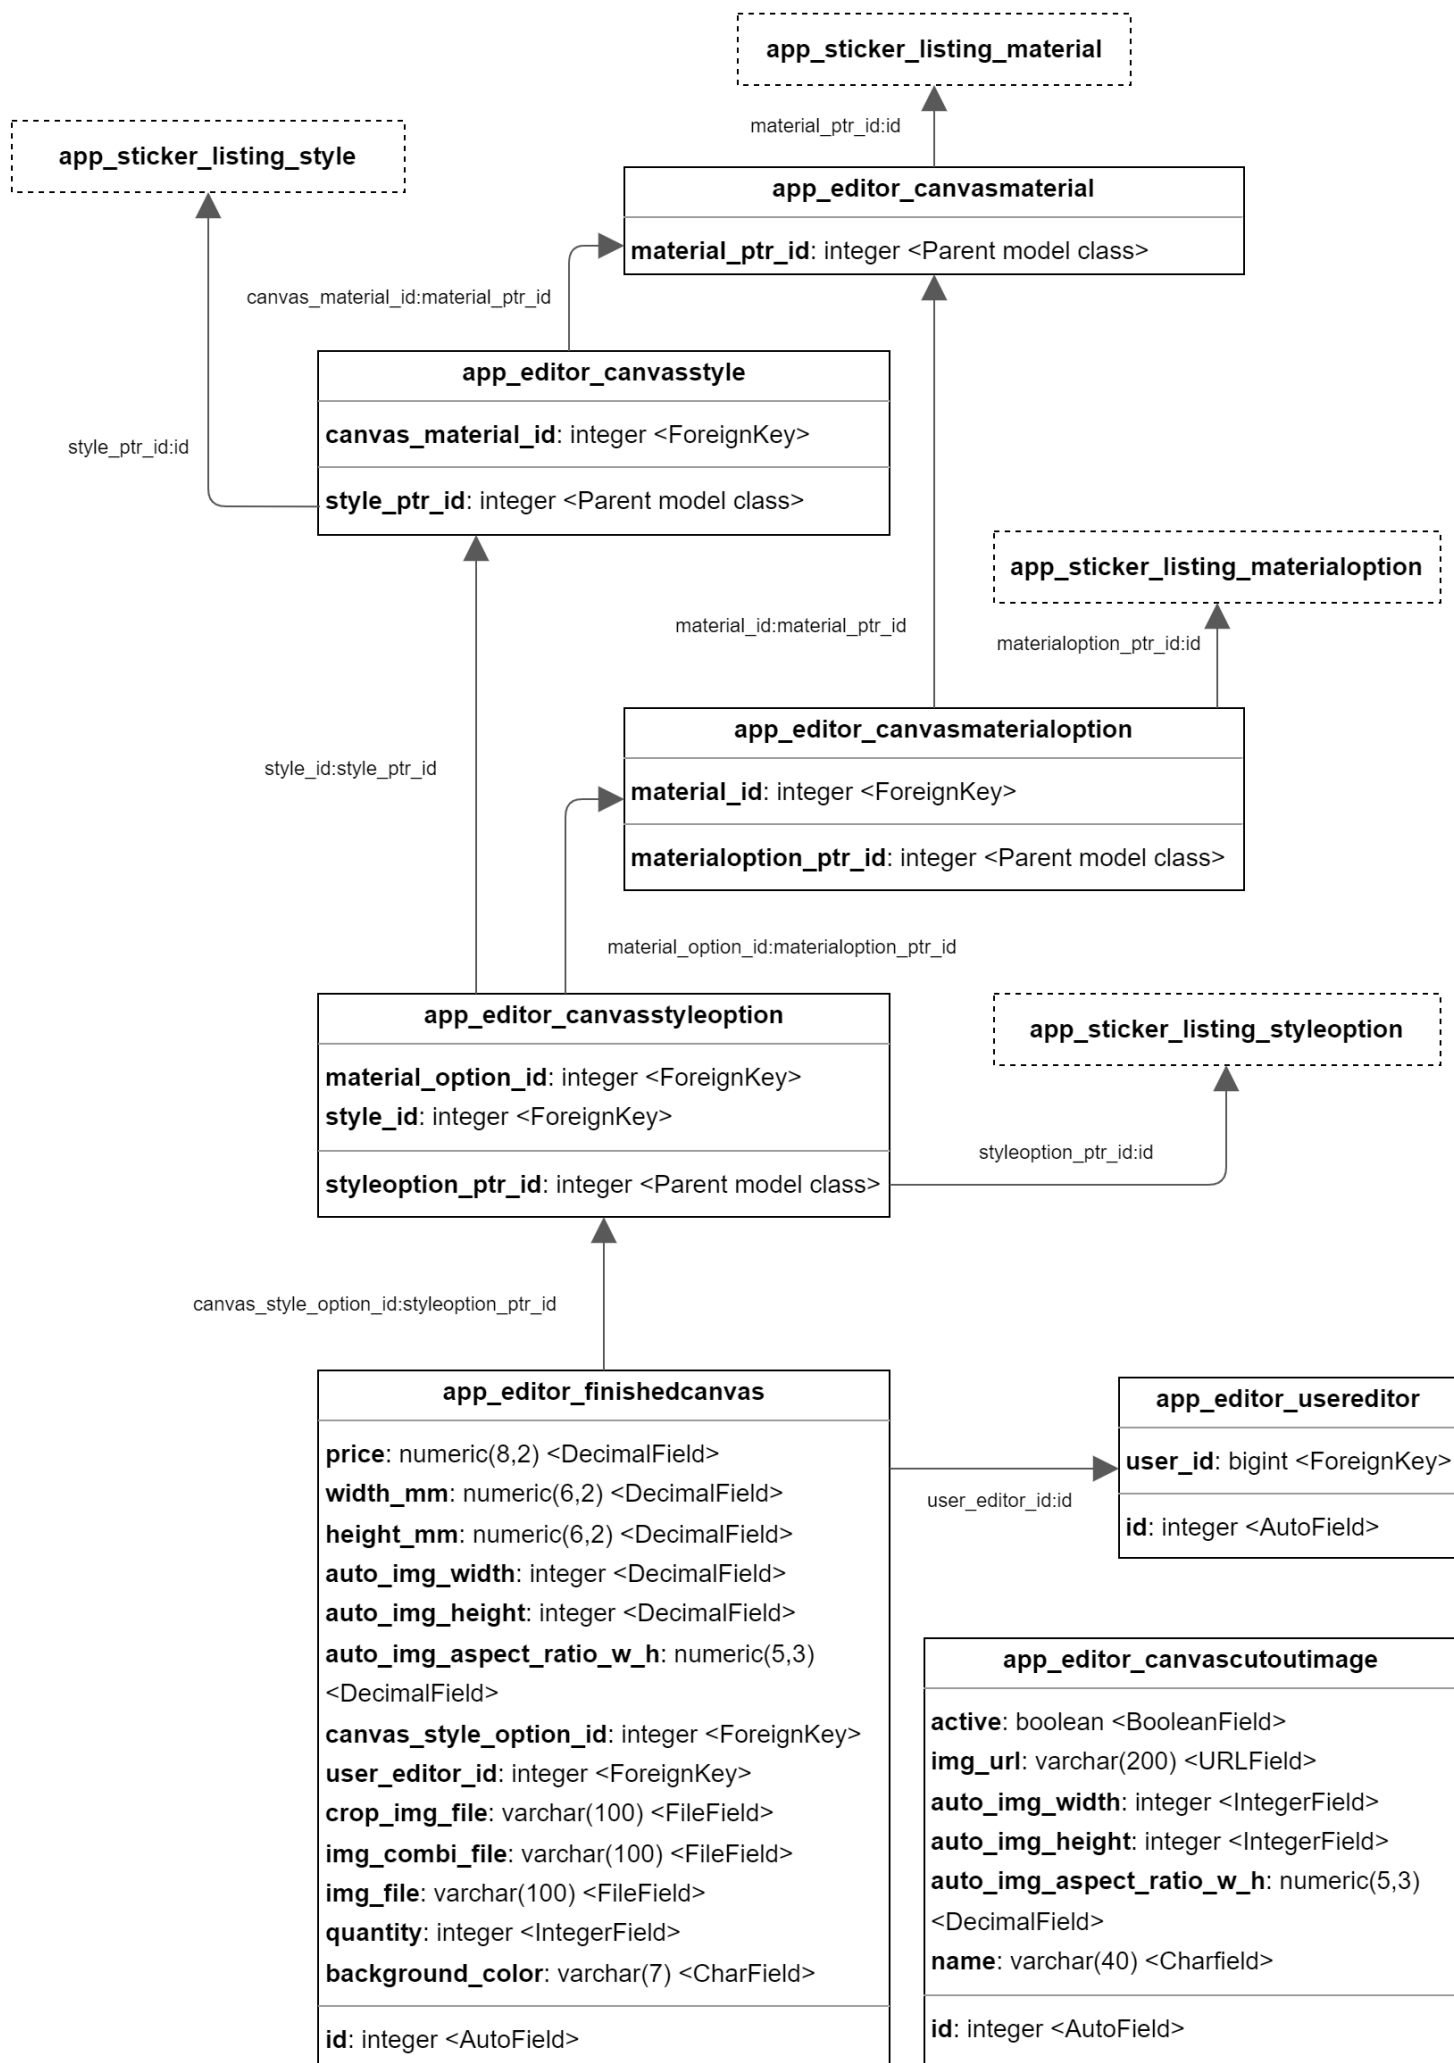 app_sticker_listing_material
material_ptr_id:id
app_sticker_listing_style
app_editor_canvasmaterial
material_ptr_id: integer <Parent model class>
canvas_material_id:material_ptr_id
app_editor_canvasstyle
canvas_material_id: integer <ForeignKey>
style_ptr_id: integer <Parent model class>
style_ptr_id:id
app_sticker_listing_materialoption
material_id:material_ptr_id
materialoption_ptr_id:id
app_editor_canvasmaterialoption
material_id: integer <ForeignKey>
materialoption_ptr_id: integer <Parent model class>
style_id:style_ptr_id
material_option_id:materialoption_ptr_id
app_editor_canvasstyleoption
material_option_id: integer <ForeignKey>
style_id: integer <ForeignKey>
styleoption_ptr_id: integer <Parent model class>
app_sticker_listing_styleoption
styleoption_ptr_id:id
canvas_style_option_id:styleoption_ptr_id
app_editor_finishedcanvas
price: numeric(8,2) <DecimalField>
width_mm: numeric(6,2) <DecimalField>
height_mm: numeric(6,2) <DecimalField>
auto_img_width: integer <DecimalField>
auto_img_height: integer <DecimalField>
auto_img_aspect_ratio_w_h: numeric(5,3)
<DecimalField>
canvas_style_option_id: integer <ForeignKey>
user_editor_id: integer <ForeignKey>
crop_img_file: varchar(100) <FileField>
img_combi_file: varchar(100) <FileField>
img_file: varchar(100) <FileField>
quantity: integer <IntegerField>
background_color: varchar(7) <CharField>
id: integer <AutoField>
app_editor_usereditor
user_id: bigint <ForeignKey>
id: integer <AutoField>
user_editor_id:id
app_editor_canvascutoutimage
active: boolean <BooleanField>
img_url: varchar(200) <URLField>
auto_img_width: integer <IntegerField>
auto_img_height: integer <IntegerField>
auto_img_aspect_ratio_w_h: numeric(5,3)
<DecimalField>
name: varchar(40) <Charfield>
id: integer <AutoField>